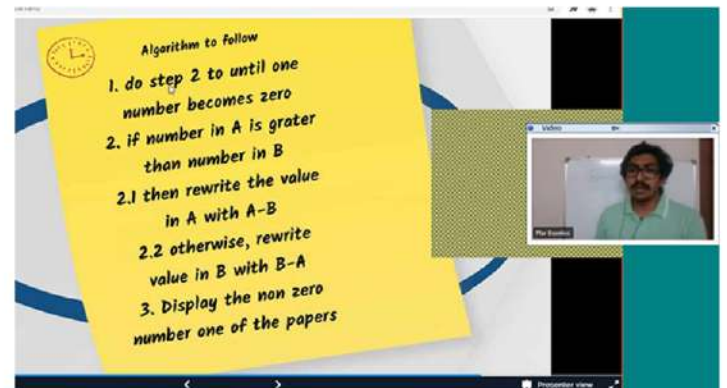 Algorithm to follow
1. do step 2 to until one
number becomes zero
2. if number in A is grater
than number in B
2.1 then rewrite the value
in A with A-B
2.2 otherwise, rewrite
value in B with B-A
3. Display the non zero
number one of the papers
Video
Presenter view